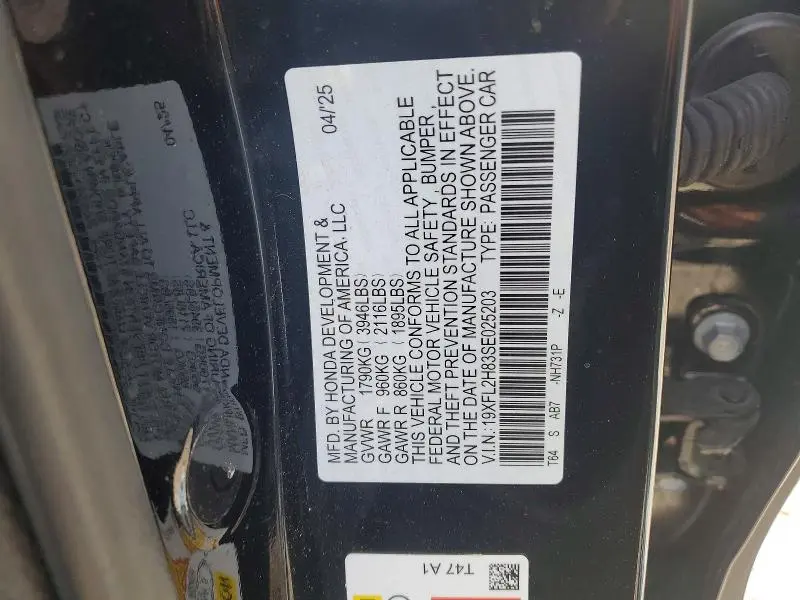 MFD. BY HONDA DEVELOPMENT & 04/'25
MANUFACTURING OF AMERICA, LLC
GVWR 1790KG (3946LBS)
GAWR F 960KG (2116LBS)
GAWR R 860KG (1895LBS)
THIS VEHICLE CONFORMS TO ALL APPLICABLE
FEDERAL MOTOR VEHICLE SAFETY, BUMPER,
AND THEFT PREVENTION STANDARDS IN EFFECT
ON THE DATE OF MANUFACTURE SHOWN ABOVE.
V.I.N: 19XFL2H83SE025203 TYPE: PASSENGER CAR
T64 S AB7 -NH731P -Z -E
T47 A1